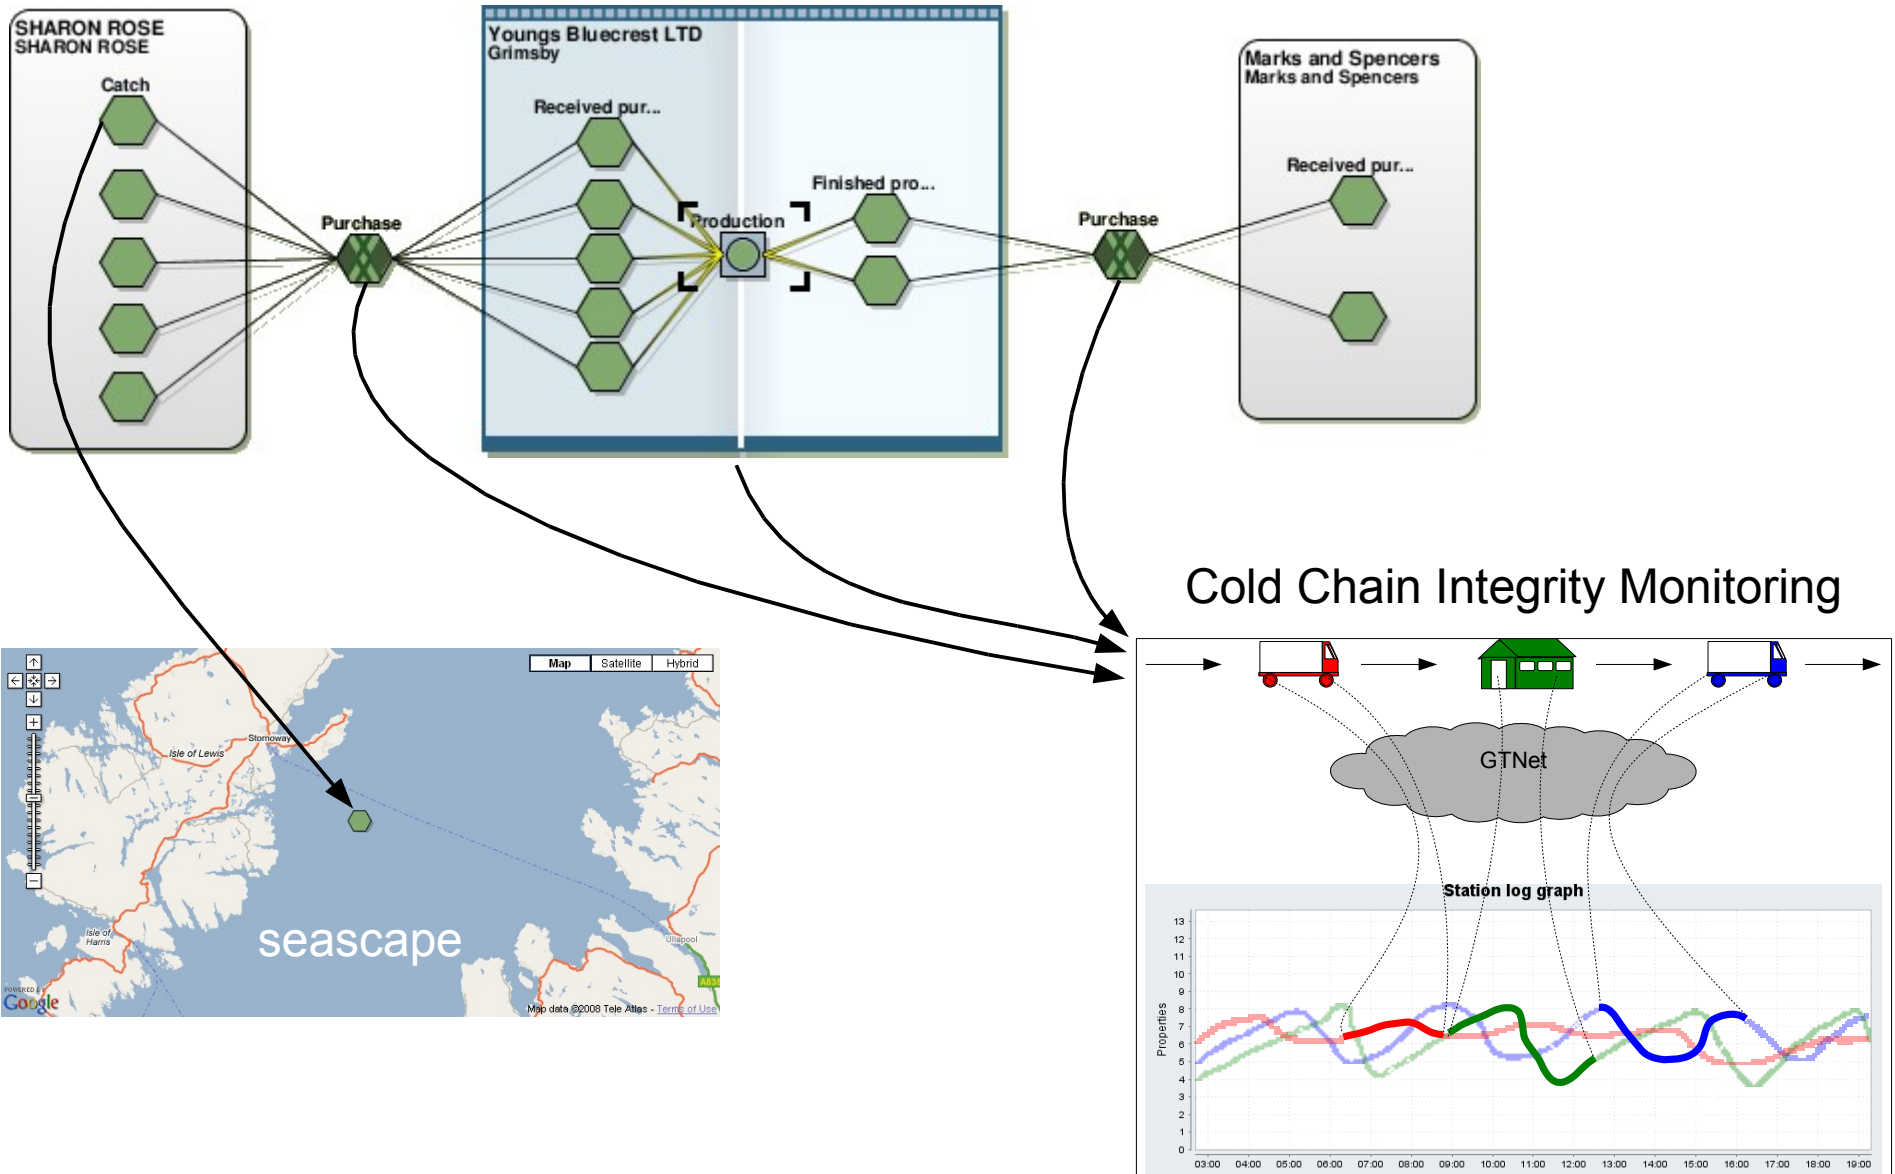 SHARON ROSE
SHARON ROSE
Catch
Purchase
Youngs Bluecrest LTD
Grimsby
Received pur...
Production
Finished pro...
Purchase
Marks and Spencers
Marks and Spencers
Received pur...
Cold Chain Integrity Monitoring
Map Satellite Hybrid
Stornoway
Isle of Lewis
Isle of
Harris
seascape
Ullapool
A835
POWERED BY
Google
Map data ©2008 Tele Atlas - Terms of Use
GTNet
Station log graph
Properties
13
12
11
10
9
8
7
6
5
4
3
2
1
0
03:00 04:00 05:00 06:00 07:00 08:00 09:00 10:00 11:00 12:00 13:00 14:00 15:00 16:00 17:00 18:00 19:00